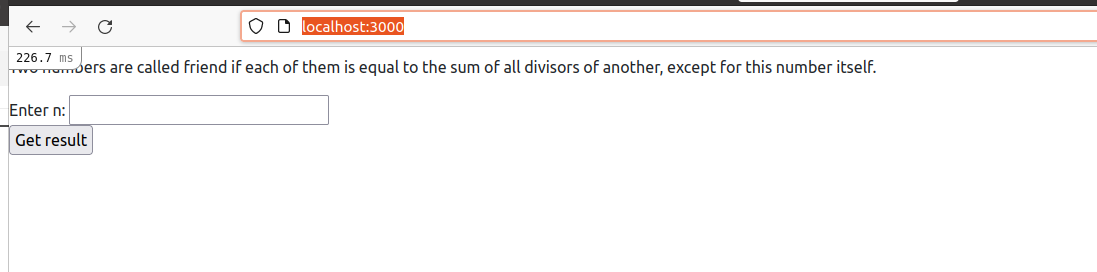 localhost:3000
226.7 ms
numbers are called friend if each of them is equal to the sum of all divisors of another, except for this number itself.
Enter n:
Get result